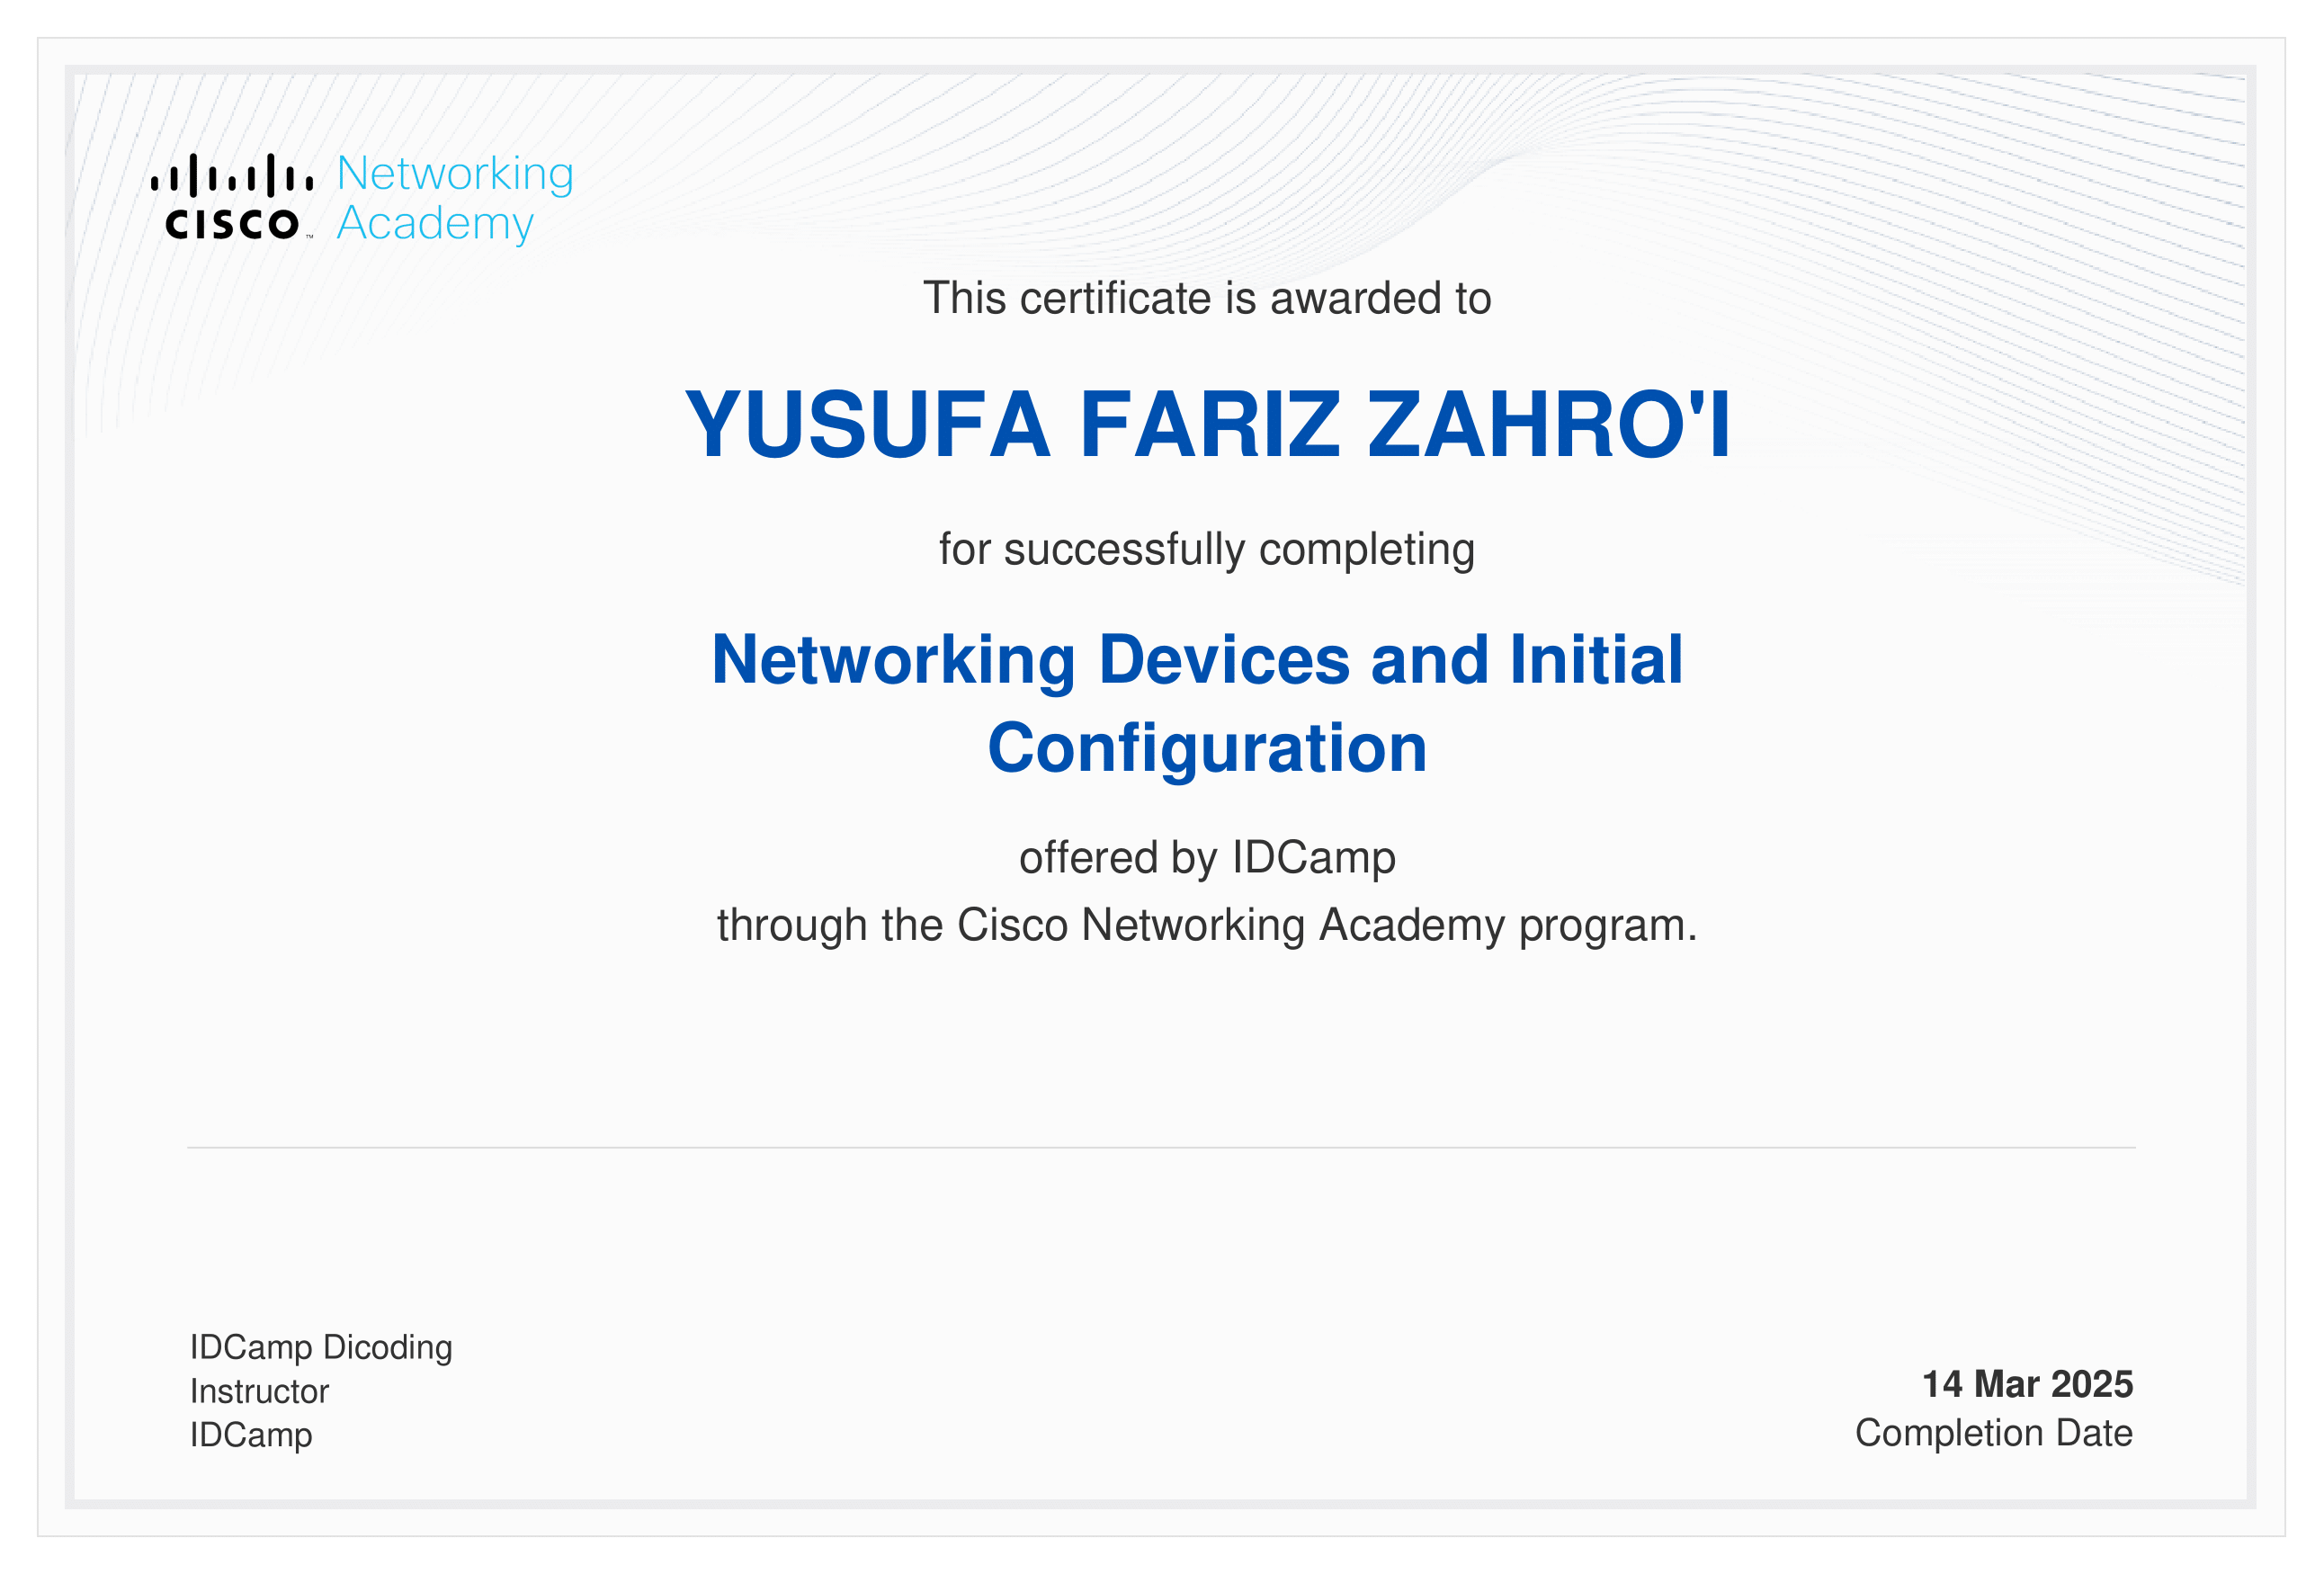 CISCO™
Networking
Academy
This certificate is awarded to
YUSUFA FARIZ ZAHRO'I
for successfully completing
Networking Devices and Initial
Configuration
offered by IDCamp
through the Cisco Networking Academy program.
IDCamp Dicoding
Instructor
IDCamp
14 Mar 2025
Completion Date